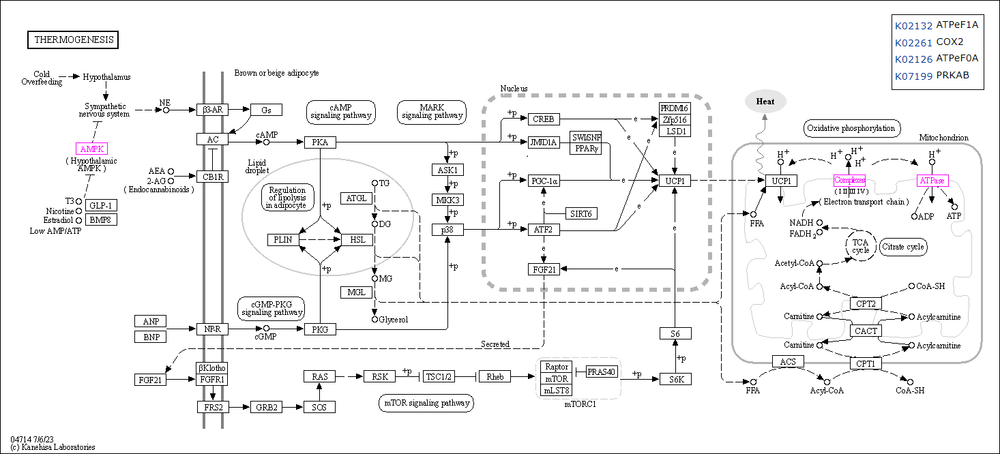 THERMOGENESIS
K02132 ATPeF1A
K02261 COX2
K02126 ATPeF0A
K07199 PRKAB
Cold
Overfeeding
Hypothalamus
Sympathetic
nervous system
NE
AMPK
( Hypothalamic
AMPK )
T3
Nicotine
Estradiol
Low AMP/ATP
GLP-1
BMP8
AEA
2-AG
( Endocannabinoids )
Brown or beige adipocyte
β3-AR
Gs
AC
cAMP
CB1R
PKA
cAMP
signaling pathway
MARK
signaling pathway
Lipid
droplet
Regulation
of lipolysis
in adipocyte
+p
PLIN
HSL
+p
TG
ATGL
DG
MG
MGL
Glycerol
+p
ASK1
+p
MKK3
+p
p38
+p
cGMP-PKG
signaling pathway
ANP
BNP
NP-R
cGMP
PKG
Nucleus
+p
CREB
+p
JMJD1A
SWISNF
PPARγ
+p
PGC-1α
SIRT6
+p
ATF2
e
FGF21
e
e
e
e
e
e
e
PRDM16
Zfp516
LSD1
e
UCP1
e
Secreted
FGF21
βKlotho
FGFR1
FRS2
GRB2
SOS
RAS
RSK
+p
TSC1/2
Rheb
mTOR signaling pathway
Raptor
mTOR
mLST8
PRAS40
mTORC1
+p
S6K
+p
S6
Heat
Oxidative phosphorylation
Mitochondrion
H+
H+
H+
H+
H+
UCP1
Complexes
( I II III IV )
( Electron transport chain )
ATPase
ADP
ATP
FFA
NADH
FADH2
TCA
cycle
Citrate cycle
Acetyl-CoA
Acyl-CoA
CoA-SH
CPT2
Carnitine
Acylcarnitine
CACT
Carnitine
Acylcarnitine
ACS
CPT1
FFA
Acyl-CoA
CoA-SH
04714 7/6/23
(c) Kanehisa Laboratories